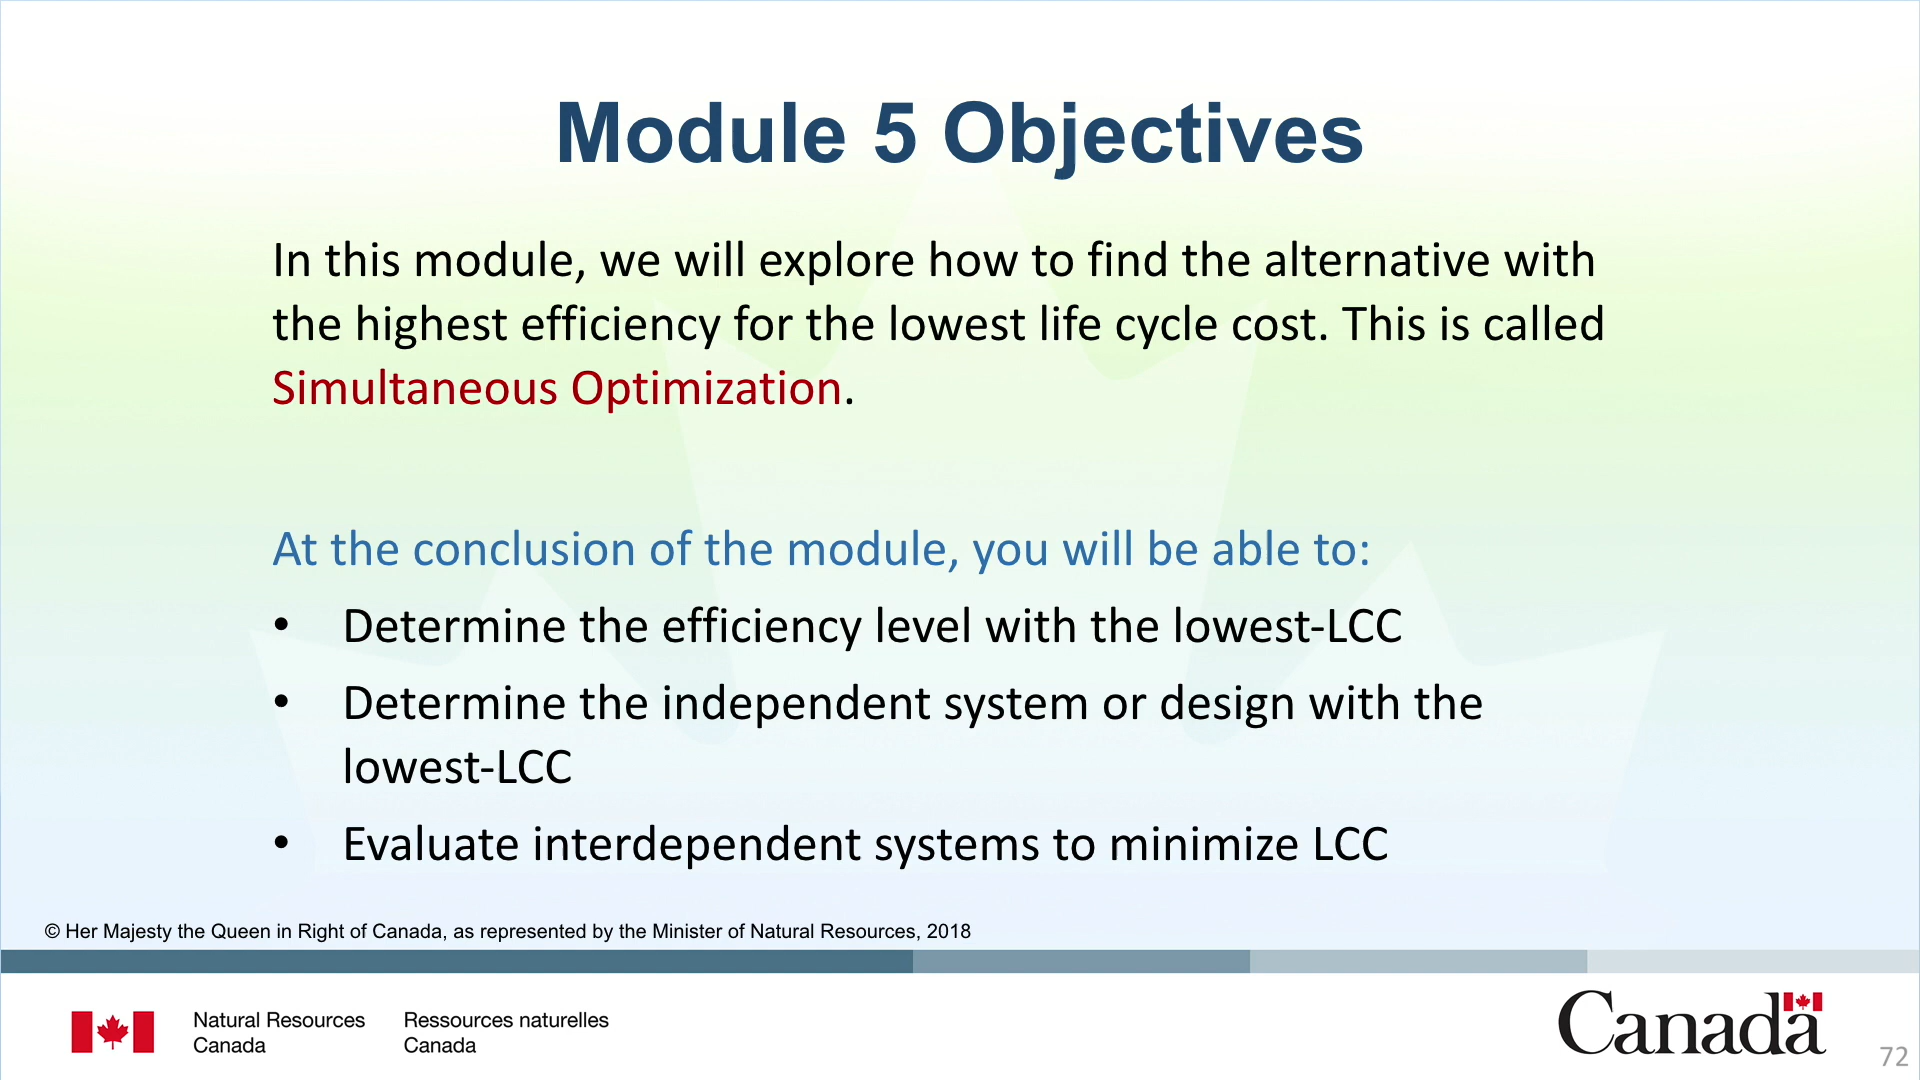 Module 5 Objectives
In this module, we will explore how to find the alternative with
the highest efficiency for the lowest life cycle cost. This is called
Simultaneous Optimization.
At the conclusion of the module, you will be able to:
• Determine the efficiency level with the lowest-LCC
• Determine the independent system or design with the
lowest-LCC
• Evaluate interdependent systems to minimize LCC
© Her Majesty the Queen in Right of Canada, as represented by the Minister of Natural Resources, 2018
Natural Resources
Canada
Ressources naturelles
Canada
Canada
72